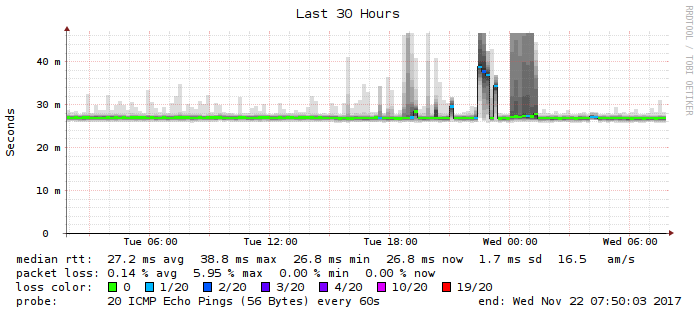 Last 30 Hours
RRDTOOL / TOBI OETIKER
Seconds
40 m
30 m
20 m
10 m
0
Tue 06:00 Tue 12:00 Tue 18:00 Wed 00:00 Wed 06:00
median rtt: 27.2 ms avg 38.8 ms max 26.8 ms min 26.8 ms now 1.7 ms sd 16.5 am/s
packet loss: 0.14 % avg 5.95 % max 0.00 % min 0.00 % now
loss color: 0 1/20 2/20 3/20 4/20 10/20 19/20
probe: 20 ICMP Echo Pings (56 Bytes) every 60s end: Wed Nov 22 07:50:03 2017